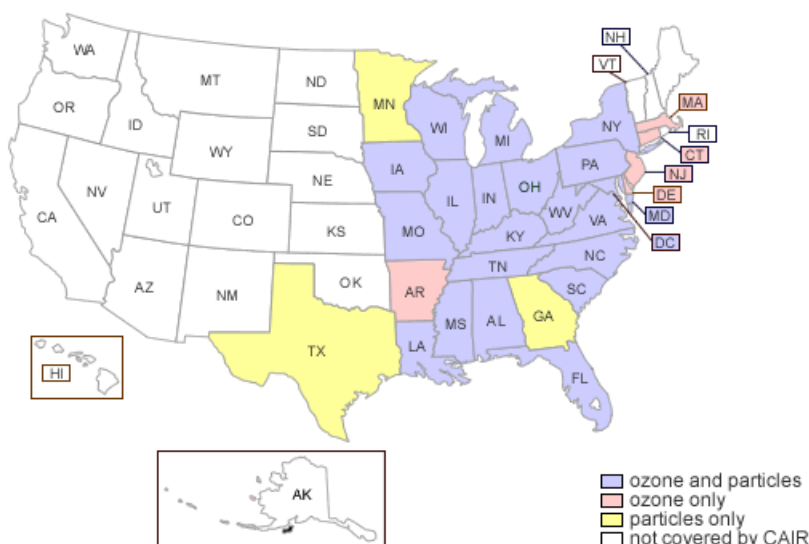 NH
WA
VT
MT
ND
MN
MA
OR
ID
SD
WI
MI
NY
RI
WY
CT
PA
IA
NJ
NE
OH
NV
IL
IN
DE
UT
WV
MD
CA
CO
VA
KS
MO
KY
DC
NC
TN
OK
AZ
NM
AR
SC
MS
AL
GA
TX
LA
HI
FL
AK
ozone and particles
ozone only
particles only
not covered by CAIR